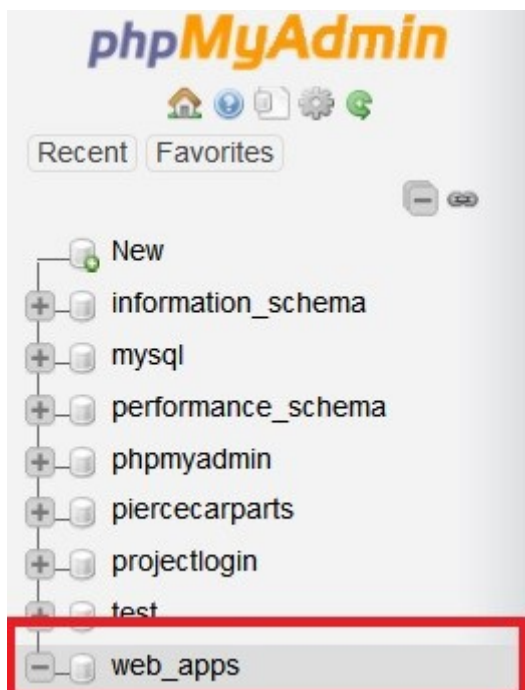 phpMyAdmin
Recent Favorites
New
information_schema
mysql
performance_schema
phpmyadmin
piercecarparts
projectlogin
test
web_apps